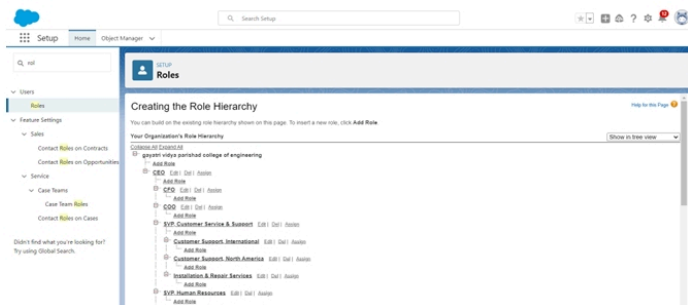 salesforce
Search Setup
Setup
Home
Object Manager
rol
Users
Roles
Feature Settings
Sales
Contact Roles on Contracts
Contact Roles on Opportunities
Service
Case Teams
Case Team Roles
Contact Roles on Cases
Didn't find what you're looking for?
Try using Global Search.
SETUP
Roles
Creating the Role Hierarchy
Help for this Page
You can build on the existing role hierarchy shown on this page. To insert a new role, click Add Role.
Your Organization's Role Hierarchy
Show in tree view
Collapse All Expand All
gayatri vidya parishad college of engineering
Add Role
CEO Edit | Del | Assign
Add Role
CFO Edit | Del | Assign
Add Role
COO Edit | Del | Assign
Add Role
SVP, Customer Service & Support Edit | Del | Assign
Add Role
Customer Support, International Edit | Del | Assign
Add Role
Customer Support, North America Edit | Del | Assign
Add Role
Installation & Repair Services Edit | Del | Assign
Add Role
SVP, Human Resources Edit | Del | Assign
Add Role